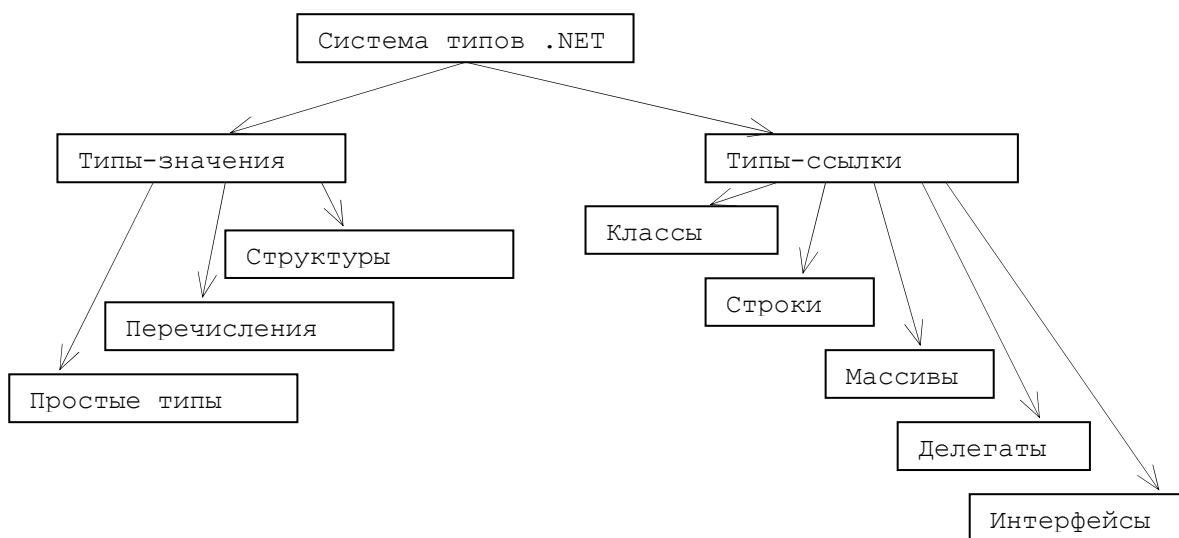 Система типов .NET
Типы-значения
Типы-ссылки
Классы
Структуры
Строки
Перечисления
Массивы
Простые типы
Делегаты
Интерфейсы